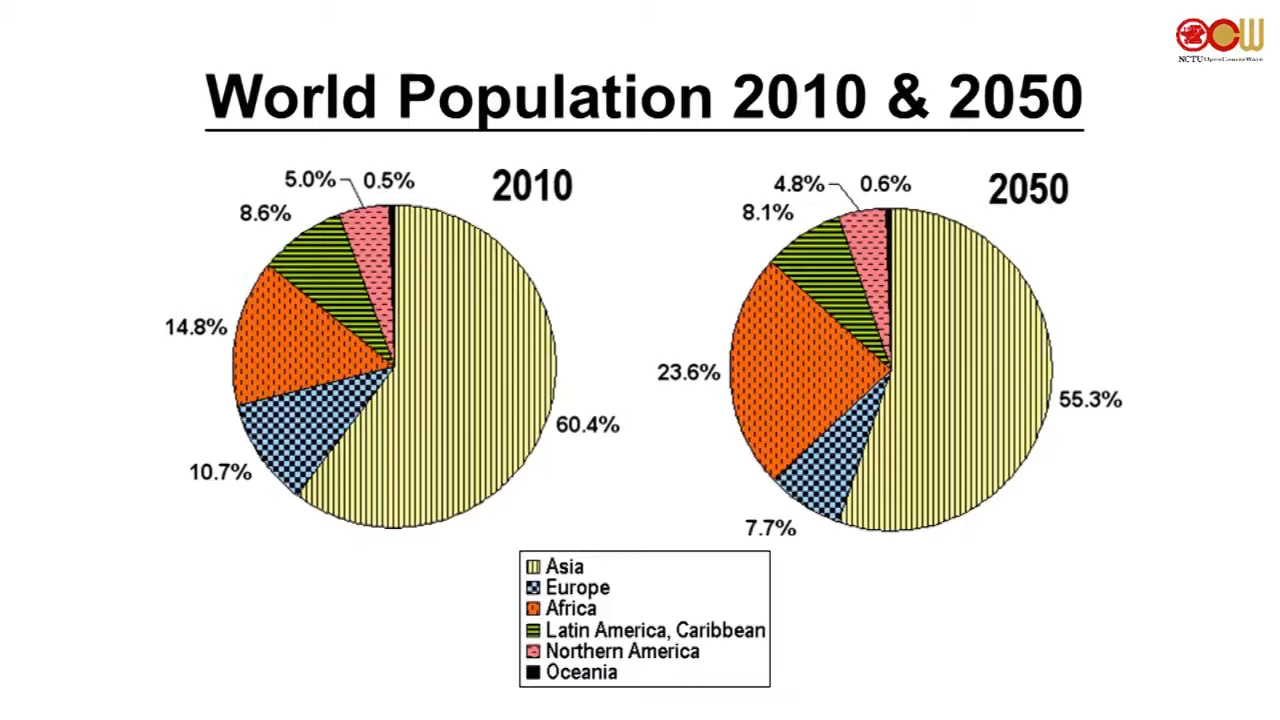 NCTU OpenCourseWare
World Population 2010 & 2050
2010
5.0%
0.5%
8.6%
14.8%
10.7%
60.4%
2050
4.8%
0.6%
8.1%
23.6%
7.7%
55.3%
Asia
Europe
Africa
Latin America, Caribbean
Northern America
Oceania